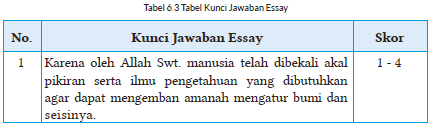 Tabel 6.3 Tabel Kunci Jawaban Essay
No. Kunci Jawaban Essay Skor
1 Karena oleh Allah Swt. manusia telah dibekali akal 1 - 4
pikiran serta ilmu pengetahuan yang dibutuhkan
agar dapat mengemban amanah mengatur bumi dan
seisinya.